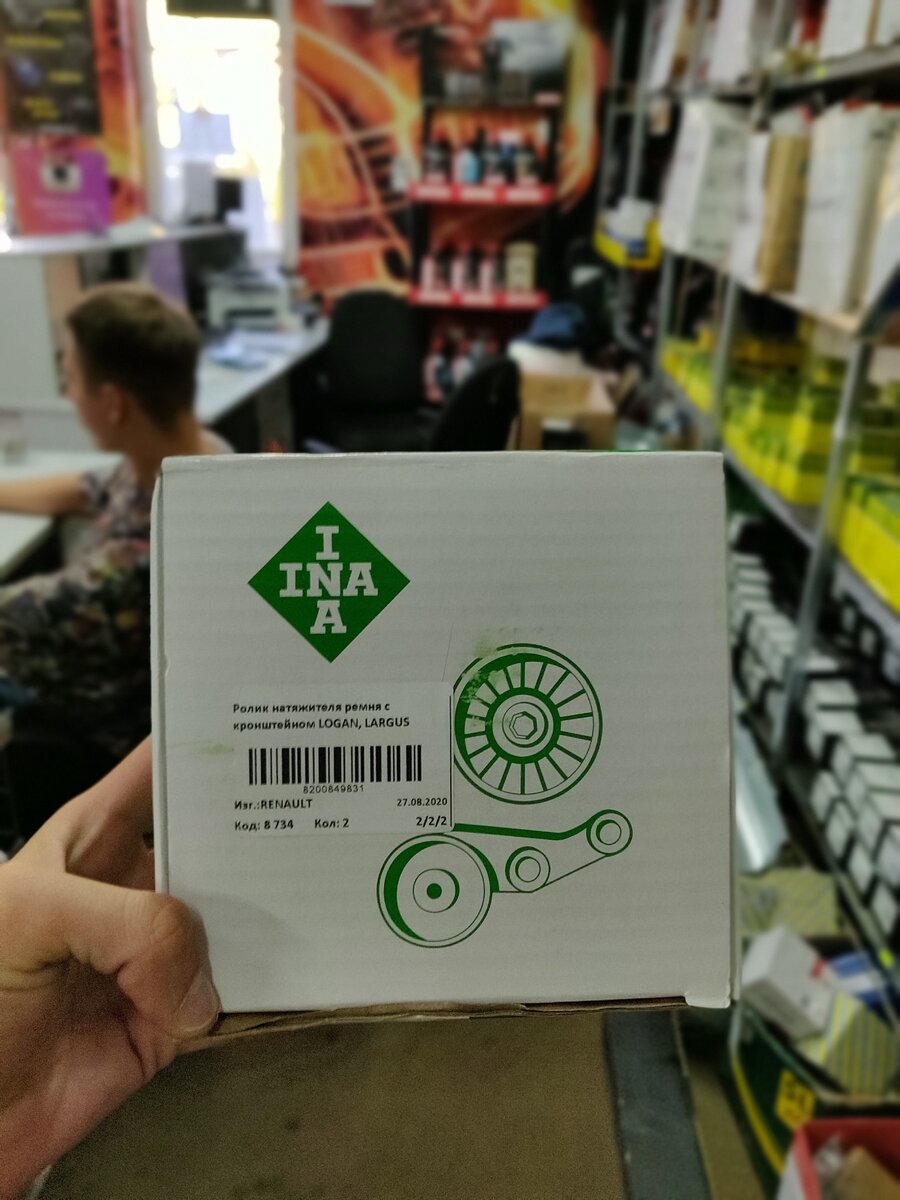 I
INA
A
Ролик натяжителя ремня с
кронштейном LOGAN, LARGUS
8200849831
Изг.:RENAULT 27.08.2020
Код: 8 734 Кол: 2 2/2/2